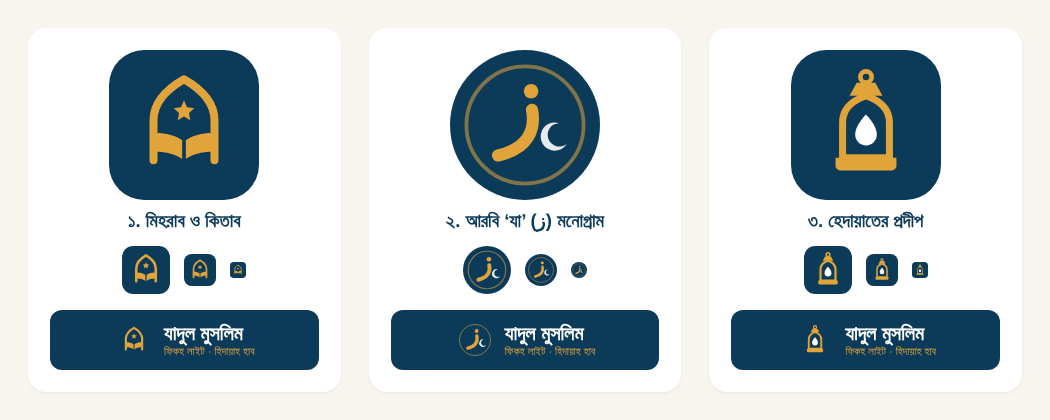 ১. মিহরাব ও কিতাব
যাদুল মুসলিম
ফিকহ লাইট · হিদায়াহ হাব
২. আরবি ‘যা’ (ز) মনোগ্রাম
যাদুল মুসলিম
ফিকহ লাইট · হিদায়াহ হাব
৩. হেদায়াতের প্রদীপ
যাদুল মুসলিম
ফিকহ লাইট · হিদায়াহ হাব